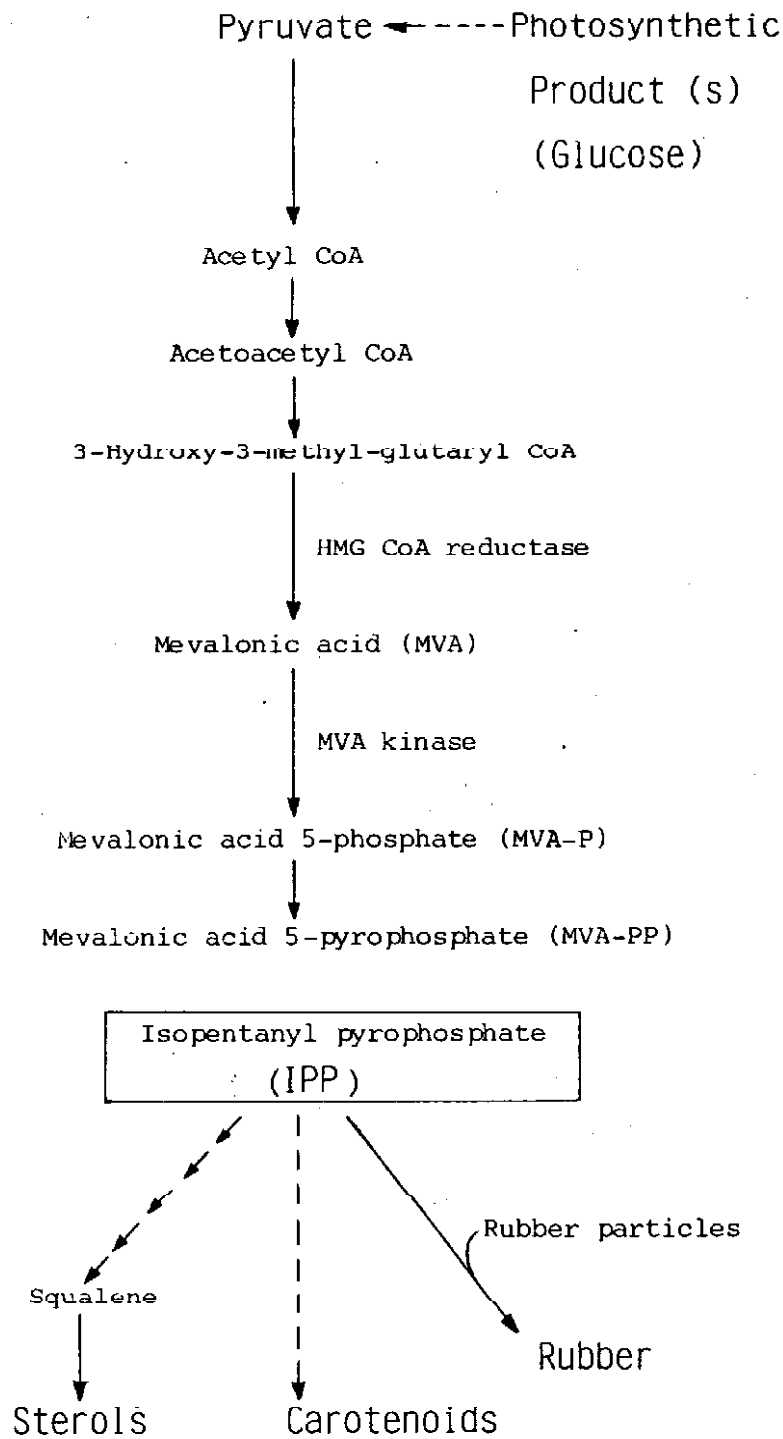 Pyruvate Photosynthetic
Product (s)
(Glucose)
Acetyl CoA
Acetoacetyl CoA
3-Hydroxy-3-methyl-glutaryl CoA
HMG CoA reductase
Mevalonic acid (MVA)
MVA kinase
Mevalonic acid 5-phosphate (MVA-P)
Mevalonic acid 5-pyrophosphate (MVA-PP)
Isopentanyl pyrophosphate
(IPP)
Rubber particles
Squalene
Rubber
Sterols Carotenoids